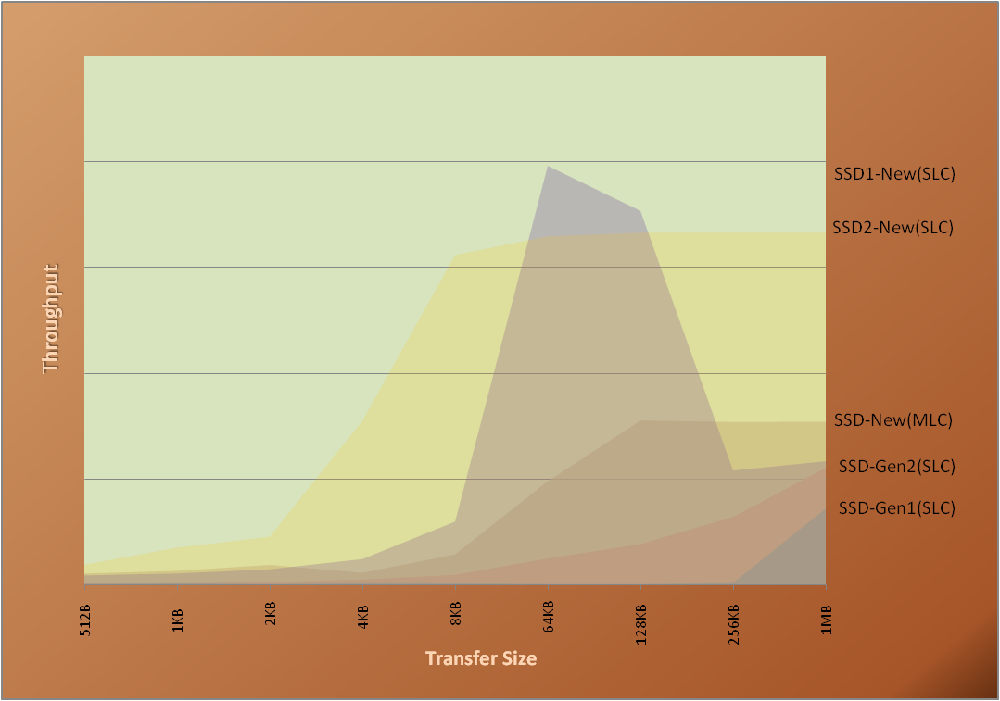 SSD1-New(SLC)
SSD2-New(SLC)
SSD-New(MLC)
SSD-Gen2(SLC)
SSD-Gen1(SLC)
Throughput
512B
1KB
2KB
4KB
8KB
64KB
128KB
256KB
1MB
Transfer Size